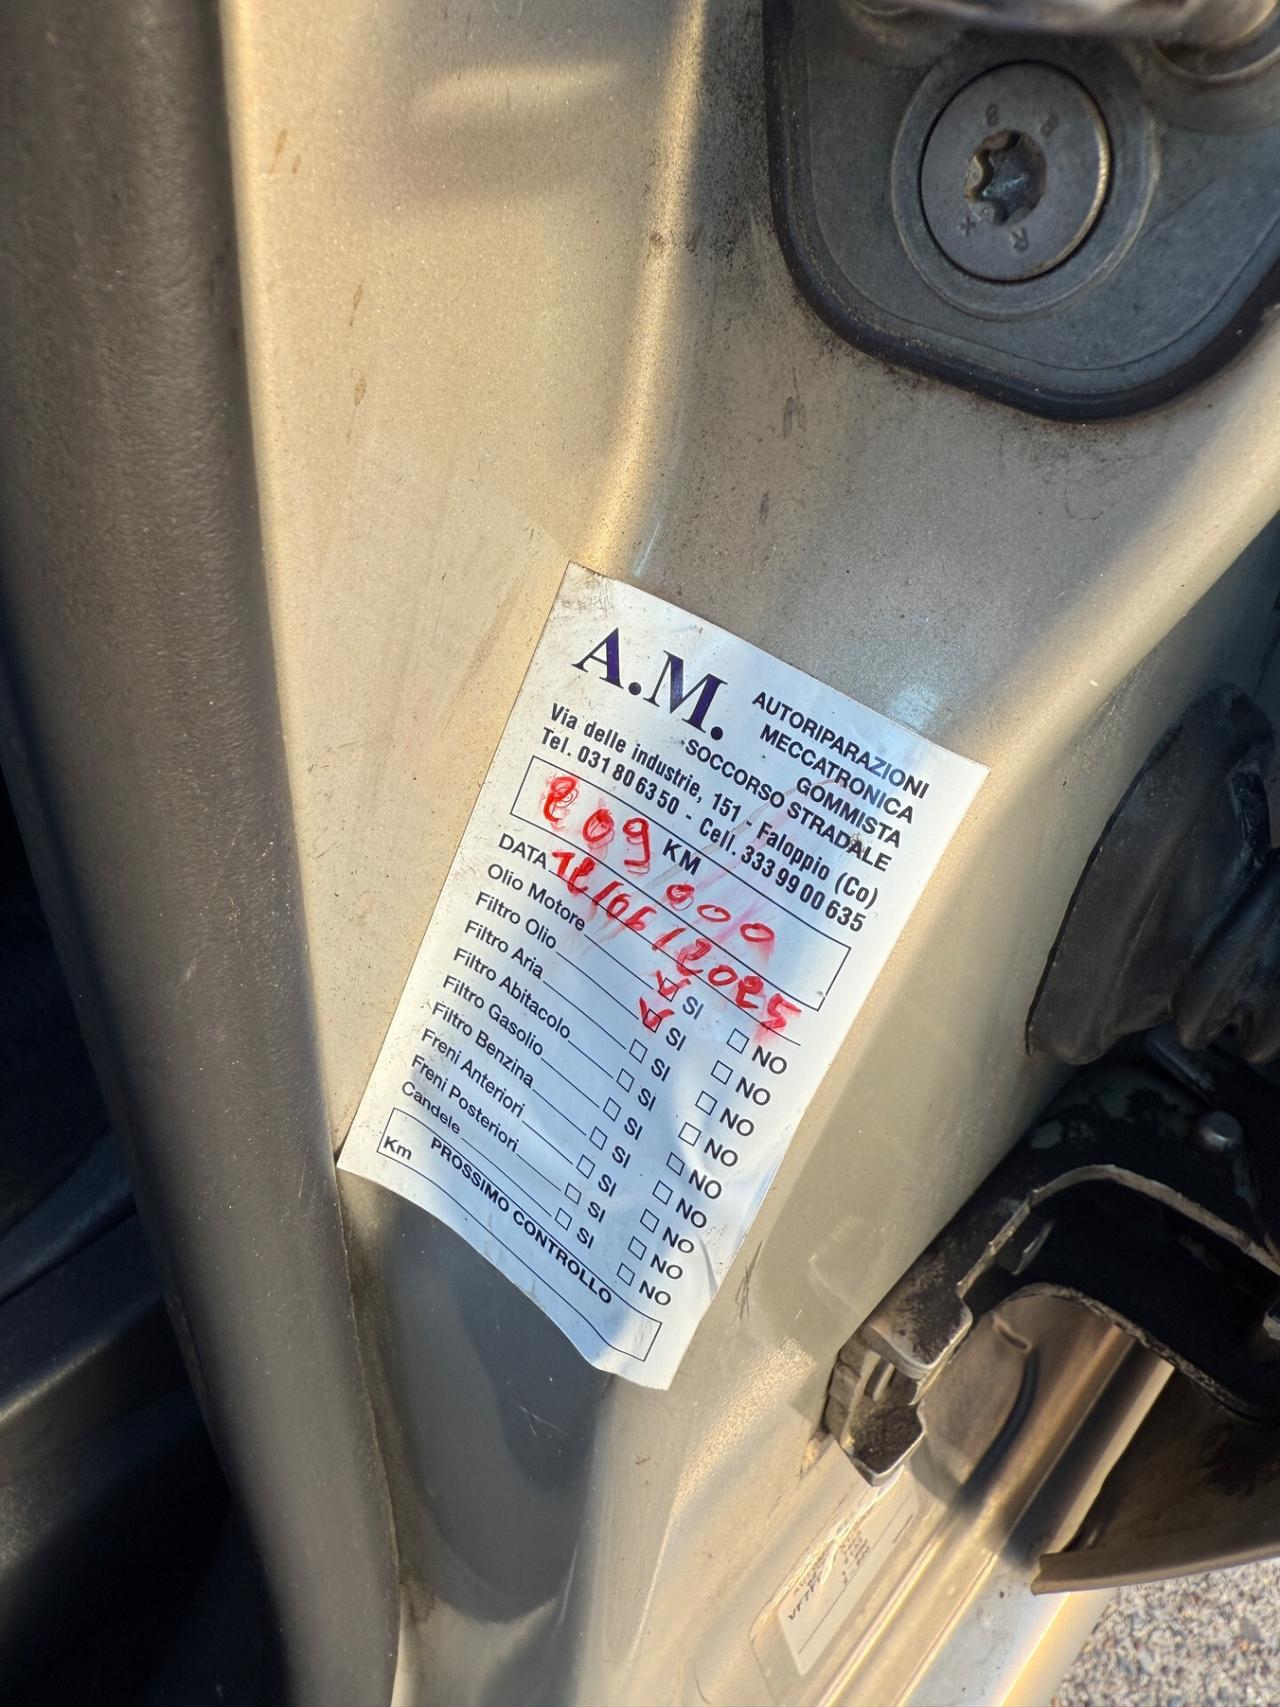 A.M.
AUTORIPARAZIONI
MECCATRONICA
GOMMISTA
SOCCORSO STRADALE
Via delle industrie, 151 - Faloppio (Co)
Tel. 031 80 63 50 - Cell. 333 99 00 635
209 KM 000
DATA 12/06/2025
Olio Motore SI NO
Filtro Olio SI NO
Filtro Aria SI NO
Filtro Abitacolo SI NO
Filtro Gasolio SI NO
Filtro Benzina SI NO
Freni Anteriori SI NO
Freni Posteriori SI NO
Candele SI NO
PROSSIMO CONTROLLO
Km